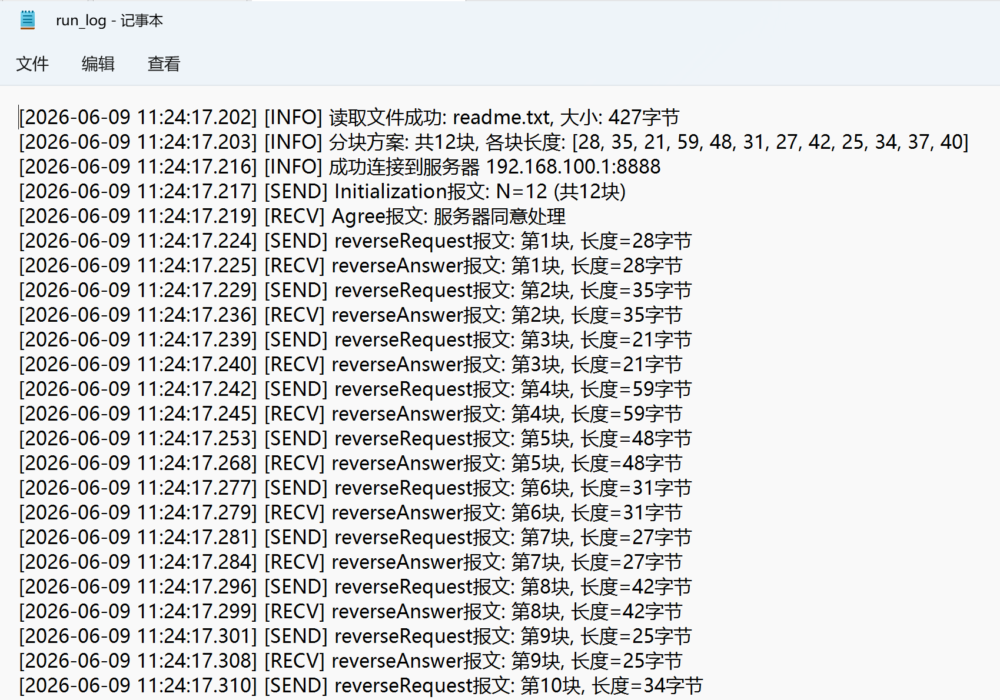 run_log - 记事本
文件 编辑 查看
[2026-06-09 11:24:17.202] [INFO] 读取文件成功: readme.txt, 大小: 427字节
[2026-06-09 11:24:17.203] [INFO] 分块方案: 共12块, 各块长度: [28, 35, 21, 59, 48, 31, 27, 42, 25, 34, 37, 40]
[2026-06-09 11:24:17.216] [INFO] 成功连接到服务器 192.168.100.1:8888
[2026-06-09 11:24:17.217] [SEND] Initialization报文: N=12 (共12块)
[2026-06-09 11:24:17.219] [RECV] Agree报文: 服务器同意处理
[2026-06-09 11:24:17.224] [SEND] reverseRequest报文: 第1块, 长度=28字节
[2026-06-09 11:24:17.225] [RECV] reverseAnswer报文: 第1块, 长度=28字节
[2026-06-09 11:24:17.229] [SEND] reverseRequest报文: 第2块, 长度=35字节
[2026-06-09 11:24:17.236] [RECV] reverseAnswer报文: 第2块, 长度=35字节
[2026-06-09 11:24:17.239] [SEND] reverseRequest报文: 第3块, 长度=21字节
[2026-06-09 11:24:17.240] [RECV] reverseAnswer报文: 第3块, 长度=21字节
[2026-06-09 11:24:17.242] [SEND] reverseRequest报文: 第4块, 长度=59字节
[2026-06-09 11:24:17.245] [RECV] reverseAnswer报文: 第4块, 长度=59字节
[2026-06-09 11:24:17.253] [SEND] reverseRequest报文: 第5块, 长度=48字节
[2026-06-09 11:24:17.268] [RECV] reverseAnswer报文: 第5块, 长度=48字节
[2026-06-09 11:24:17.277] [SEND] reverseRequest报文: 第6块, 长度=31字节
[2026-06-09 11:24:17.279] [RECV] reverseAnswer报文: 第6块, 长度=31字节
[2026-06-09 11:24:17.281] [SEND] reverseRequest报文: 第7块, 长度=27字节
[2026-06-09 11:24:17.284] [RECV] reverseAnswer报文: 第7块, 长度=27字节
[2026-06-09 11:24:17.296] [SEND] reverseRequest报文: 第8块, 长度=42字节
[2026-06-09 11:24:17.299] [RECV] reverseAnswer报文: 第8块, 长度=42字节
[2026-06-09 11:24:17.301] [SEND] reverseRequest报文: 第9块, 长度=25字节
[2026-06-09 11:24:17.308] [RECV] reverseAnswer报文: 第9块, 长度=25字节
[2026-06-09 11:24:17.310] [SEND] reverseRequest报文: 第10块, 长度=34字节